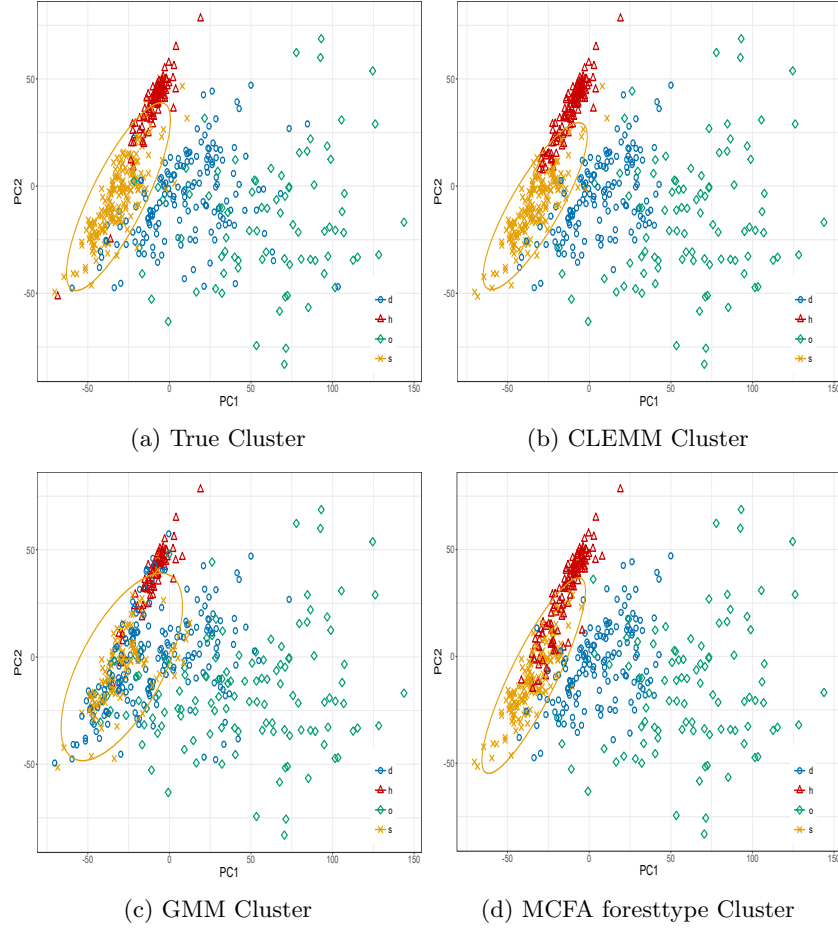 PC2
50
0
-50
d
h
o
s
-50
0
50
100
150
PC1
(a) True Cluster
PC2
50
0
-50
d
h
o
s
-50
0
50
100
150
PC1
(b) CLEMM Cluster
PC2
50
0
-50
d
h
o
s
-50
0
50
100
150
PC1
(c) GMM Cluster
PC2
50
0
-50
d
h
o
s
-50
0
50
100
150
PC1
(d) MCFA foresttype Cluster